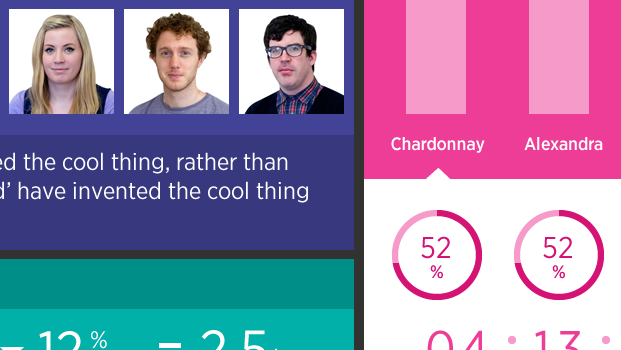 ed the cool thing, rather than
d’ have invented the cool thing
12%
2.5
Chardonnay
Alexandra
52
%
52
%
04:13: